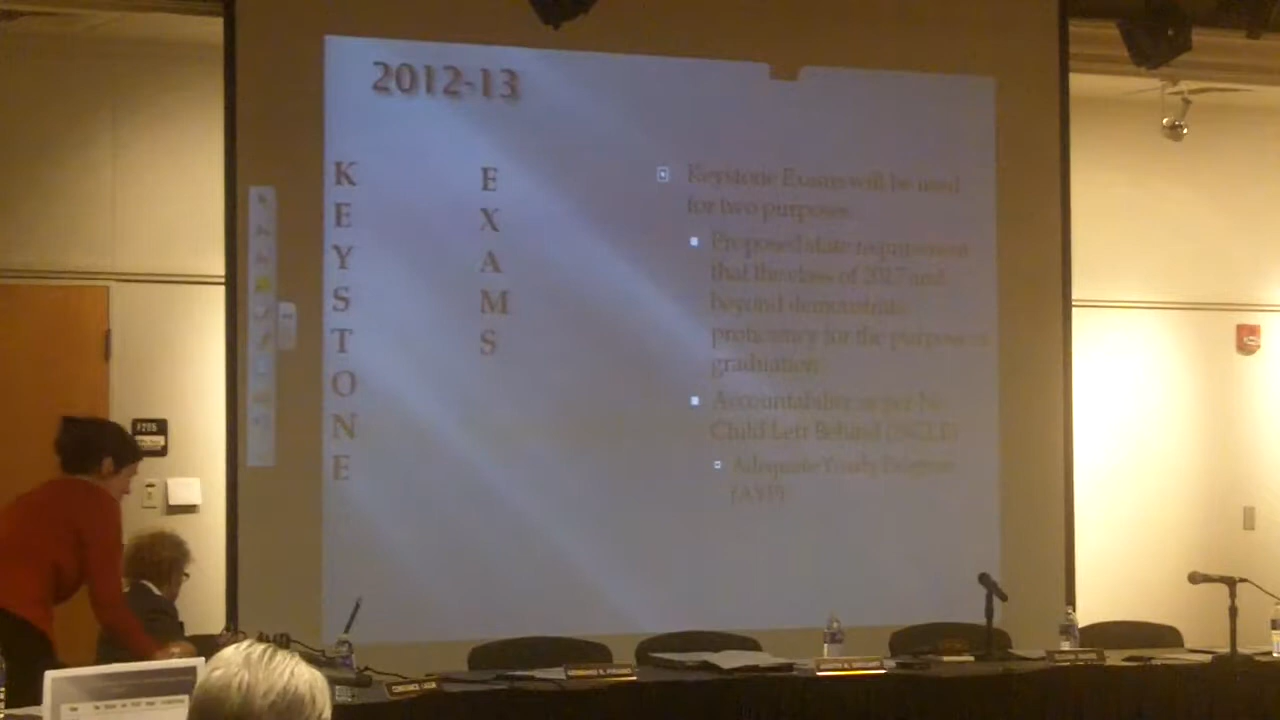 2012-13
K
E
Y
S
T
O
N
E
E
X
A
M
S
Keystone Exams will be used
for two purposes
Proposed state requirement
that the class of 2017 and
beyond demonstrate
proficiency for the purpose of
graduation
Accountability as per No
Child Left Behind (NCLB)
Adequate Yearly Progress
(AYP)
F205